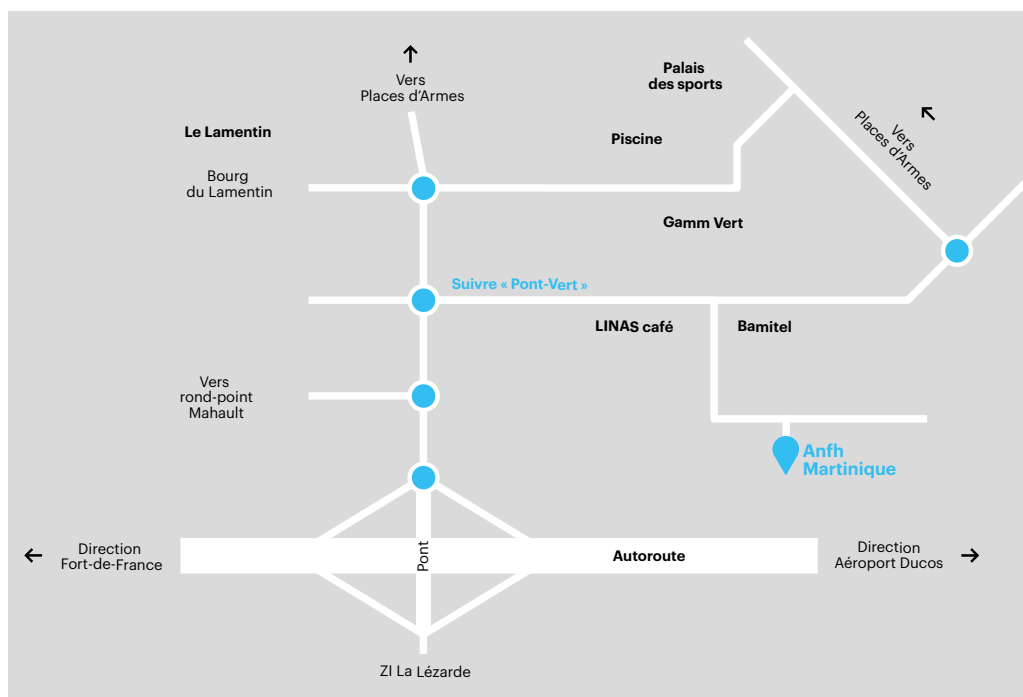 Vers
Places d'Armes
Palais
des sports
Vers
Places d'Armes
Le Lamentin
Piscine
Bourg
du Lamentin
Gamm Vert
Suivre « Pont-Vert »
LINAS café
Bamitel
Vers
rond-point
Mahault
Anfh
Martinique
Direction
Fort-de-France
Pont
Autoroute
Direction
Aéroport Ducos
ZI La Lézarde